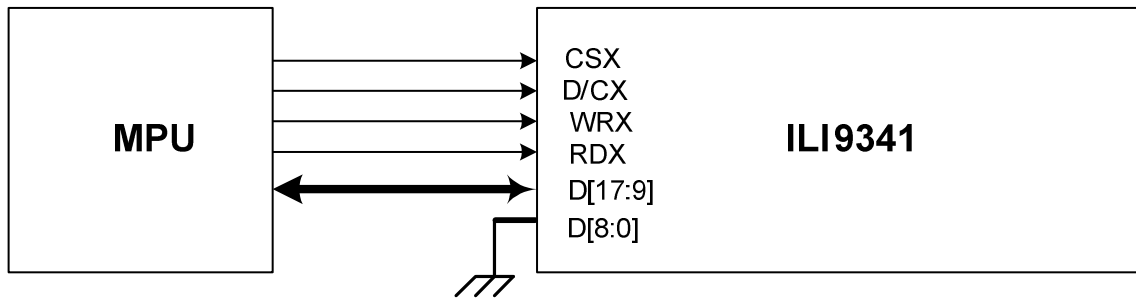 MPU
CSX
D/CX
WRX
RDX
D[17:9]
D[8:0]
ILI9341